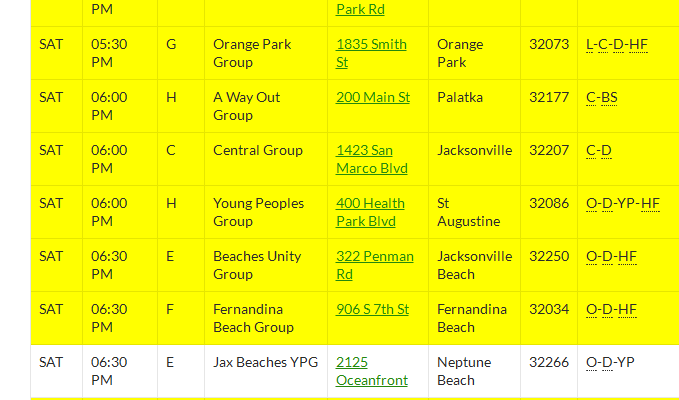 PM Park Rd
SAT 05:30 G Orange Park 1835 Smith Orange 32073 L-C-D-HF
PM Group St Park
SAT 06:00 H A Way Out 200 Main St Palatka 32177 C-BS
PM Group
SAT 06:00 C Central Group 1423 San Jacksonville 32207 C-D
PM Marco Blvd
SAT 06:00 H Young Peoples 400 Health St 32086 O-D-YP-HF
PM Group Park Blvd Augustine
SAT 06:30 E Beaches Unity 322 Penman Jacksonville 32250 O-D-HF
PM Group Rd Beach
SAT 06:30 F Fernandina 906 S 7th St Fernandina 32034 O-D-HF
PM Beach Group Beach
SAT 06:30 E Jax Beaches YPG 2125 Neptune 32266 O-D-YP
PM Oceanfront Beach